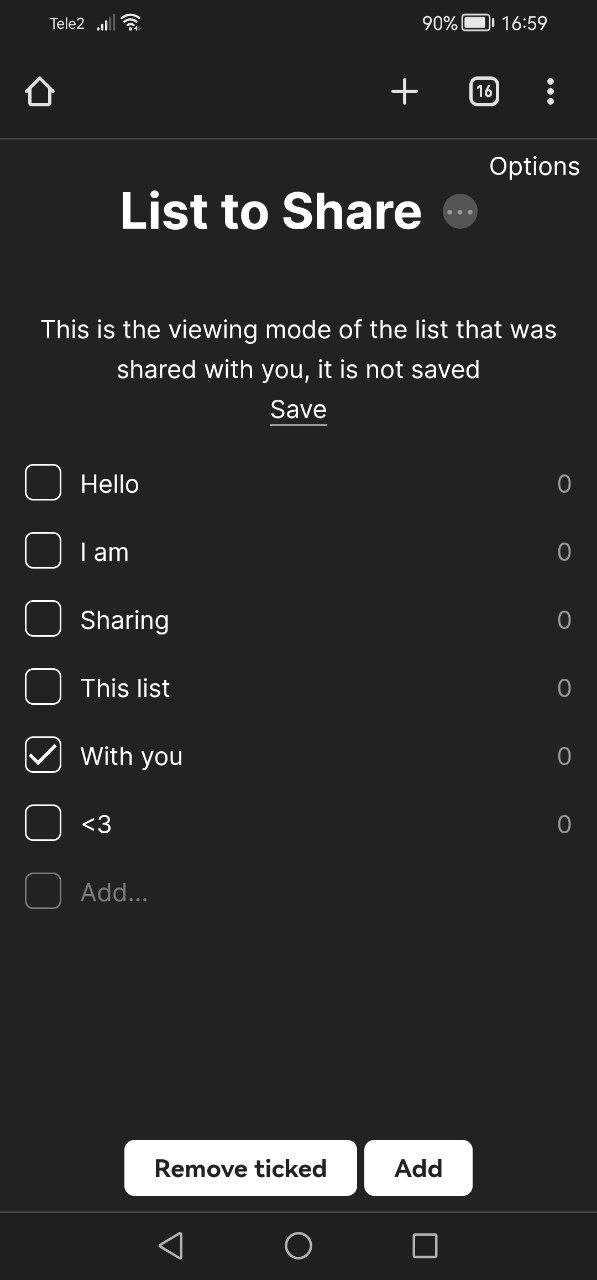 Tele2
90% 16:59
16
Options
List to Share
This is the viewing mode of the list that was
shared with you, it is not saved
Save
Hello 0
I am 0
Sharing 0
This list 0
With you 0
<3 0
Add...
Remove ticked Add